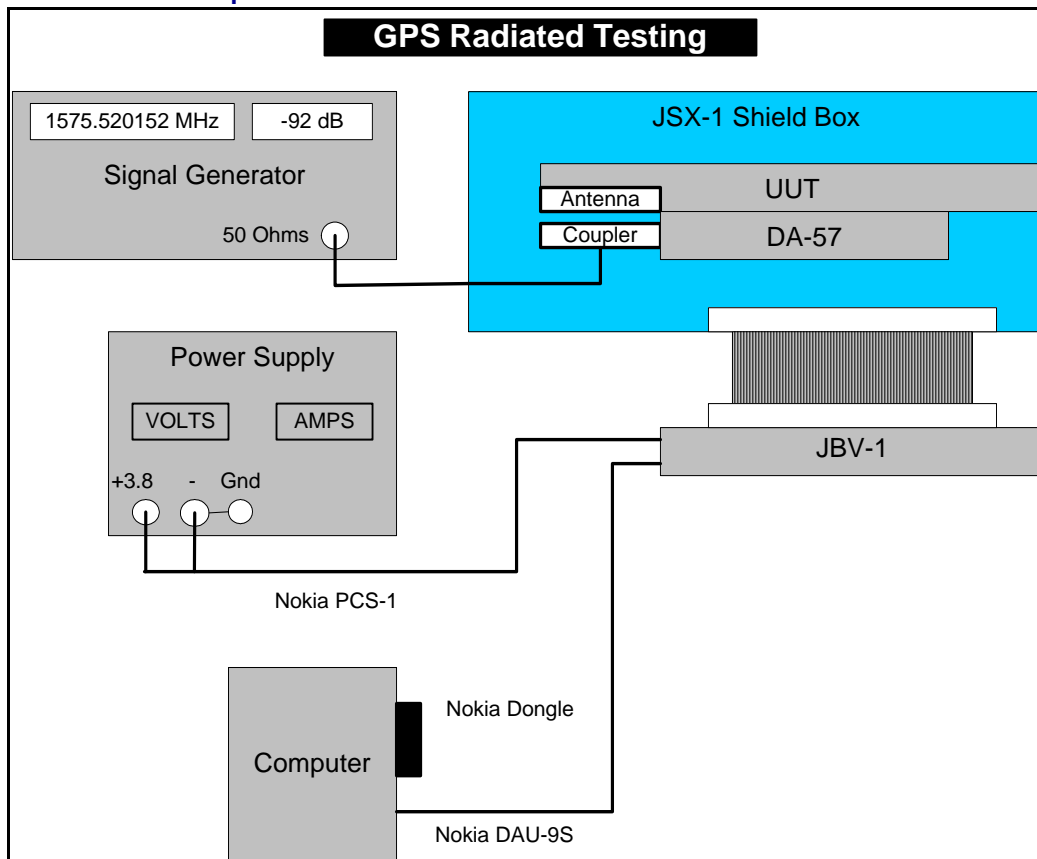 GPS Radiated Testing
1575.520152 MHz
-92 dB
Signal Generator
50 Ohms
JSX-1 Shield Box
UUT
Antenna
Coupler
DA-57
Power Supply
VOLTS
AMPS
+3.8 - Gnd
JBV-1
Nokia PCS-1
Nokia Dongle
Computer
Nokia DAU-9S